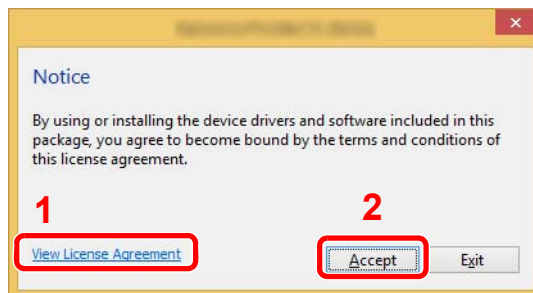 Notice
By using or installing the device drivers and software included in this
package, you agree to become bound by the terms and conditions of
this license agreement.
1
2
View License Agreement
Accept
Exit